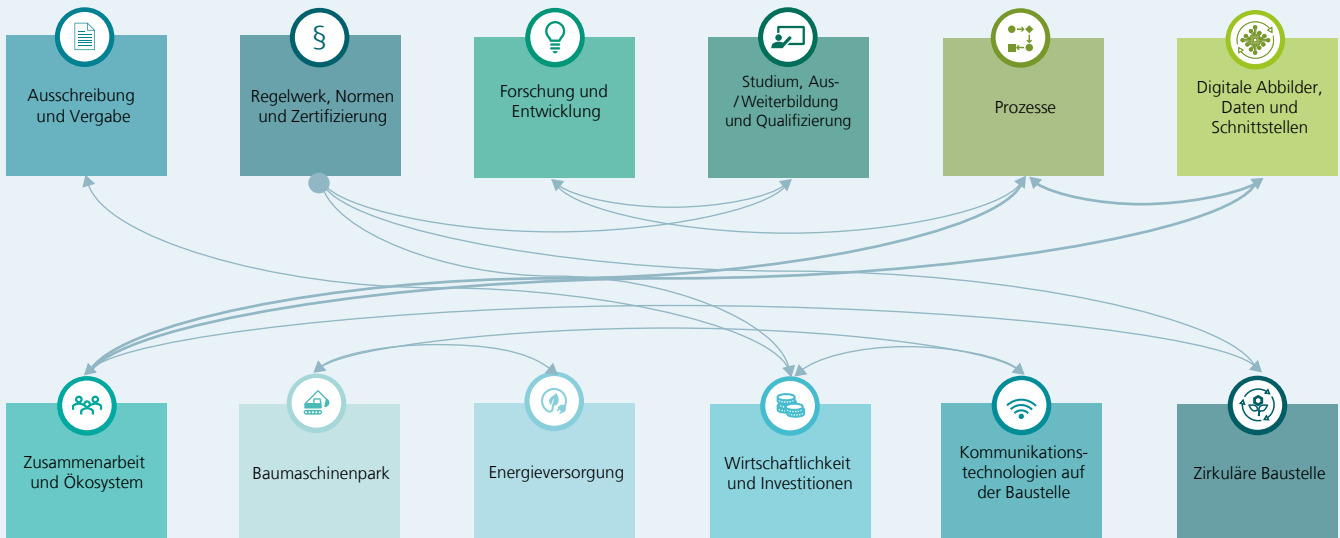 §
Ausschreibung
und Vergabe
Regelwerk, Normen
und Zertifizierung
Forschung und
Entwicklung
Studium, Aus-
/ Weiterbildung
und Qualifizierung
Prozesse
Digitale Abbilder,
Daten und
Schnittstellen
Zusammenarbeit
und Ökosystem
Baumaschinenpark
Energieversorgung
Wirtschaftlichkeit
und Investitionen
Kommunikations-
technologien auf
der Baustelle
Zirkuläre Baustelle